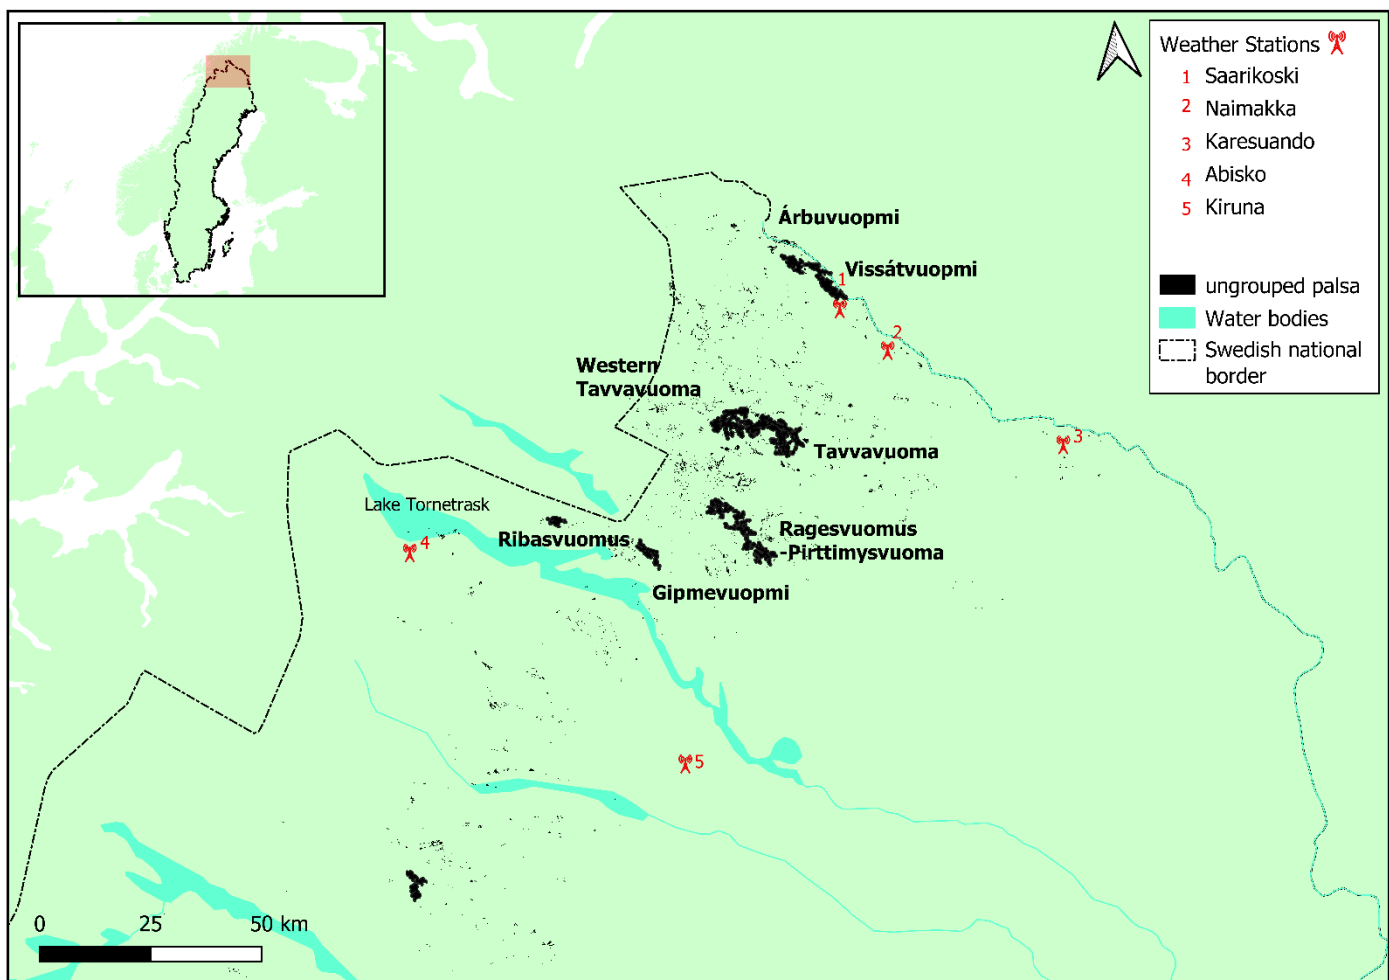 Weather Stations
1 Saarikoski
2 Naimakka
3 Karesuando
4 Abisko
5 Kiruna
ungrouped palsa
Water bodies
Swedish national
border
Árbuvuopmi
Vissátvuopmi
1
2
Western
Tavvavuoma
3
Tavvavuoma
Lake Tornetrask
Ribasvuomus
4
Ragesvuomus
-Pirttimysvuoma
Gipmevuopmi
5
0 25 50 km